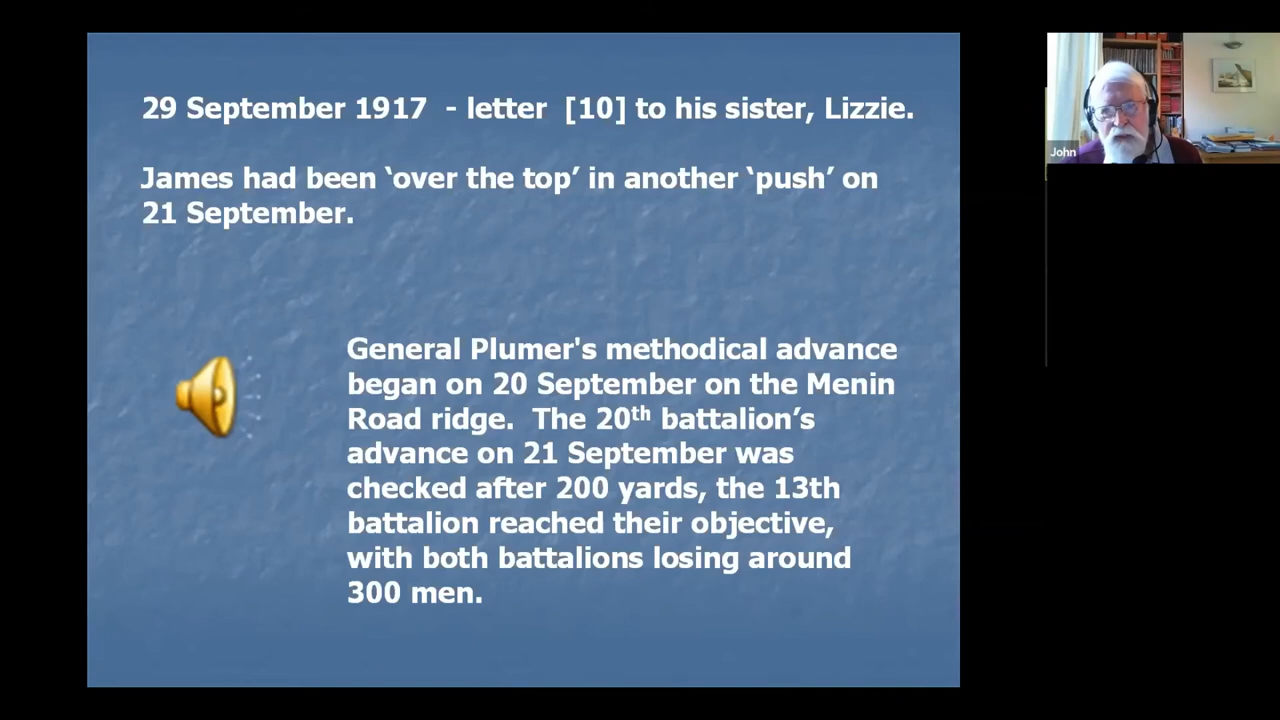 29 September 1917 - letter [10] to his sister, Lizzie.
James had been ‘over the top’ in another ‘push’ on
21 September.
General Plumer's methodical advance
began on 20 September on the Menin
Road ridge. The 20th battalion’s
advance on 21 September was
checked after 200 yards, the 13th
battalion reached their objective,
with both battalions losing around
300 men.
John